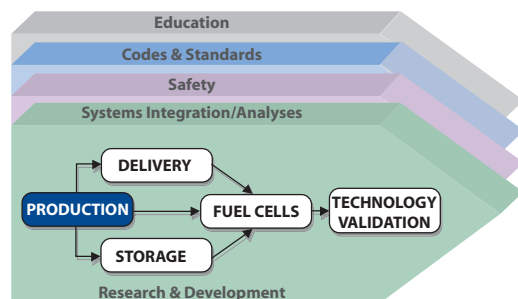 Education
Codes & Standards
Safety
Systems Integration/Analyses
DELIVERY
PRODUCTION
FUEL CELLS
TECHNOLOGY
VALIDATION
STORAGE
Research & Development